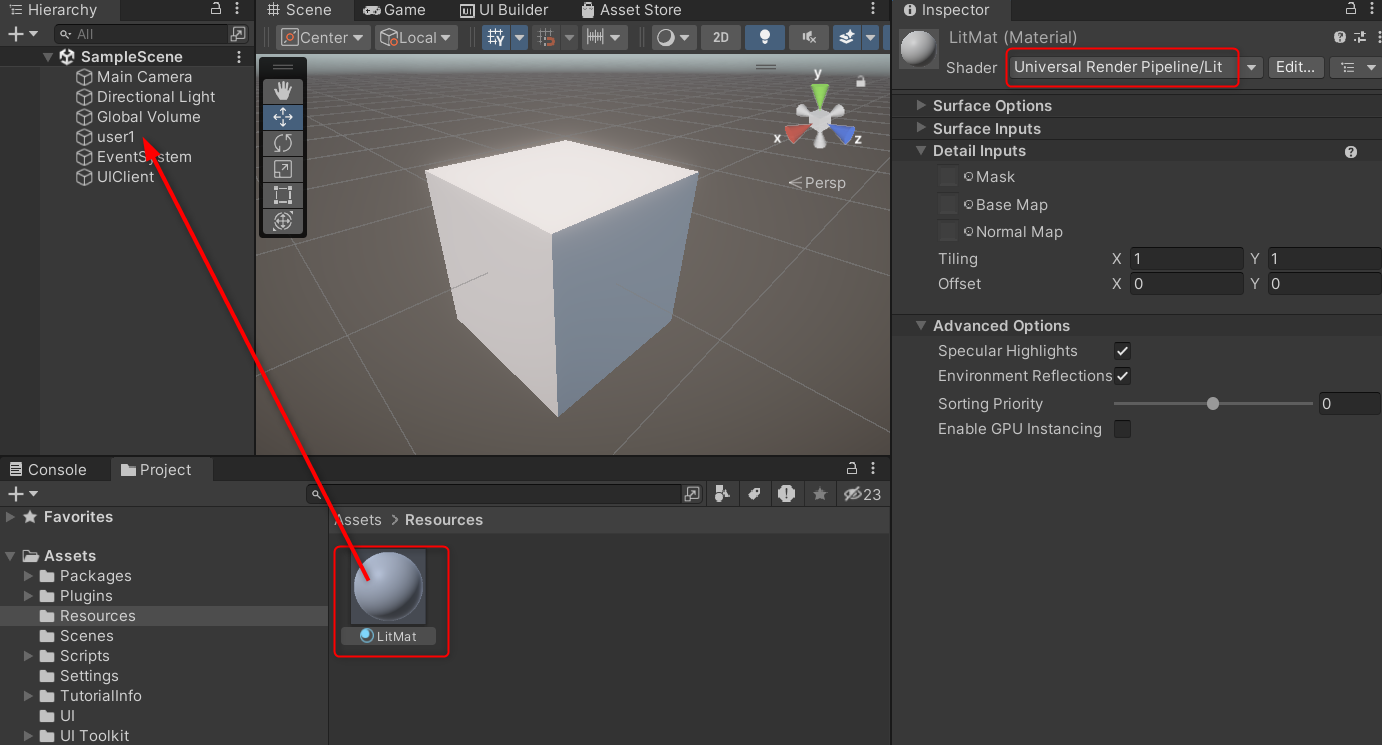 Hierarchy
All
SampleScene
Main Camera
Directional Light
Global Volume
user1
EventSystem
UIClient
Scene
Game
UI Builder
Asset Store
Center
Local
2D
y
x
z
Persp
Console
Project
23
Favorites
Assets
Packages
Plugins
Resources
Scenes
Scripts
Settings
TutorialInfo
UI
UI Toolkit
Assets > Resources
LitMat
Inspector
LitMat (Material)
Shader Universal Render Pipeline/Lit Edit...
Surface Options
Surface Inputs
Detail Inputs
Mask
Base Map
Normal Map
Tiling X 1 Y 1
Offset X 0 Y 0
Advanced Options
Specular Highlights
Environment Reflections
Sorting Priority 0
Enable GPU Instancing